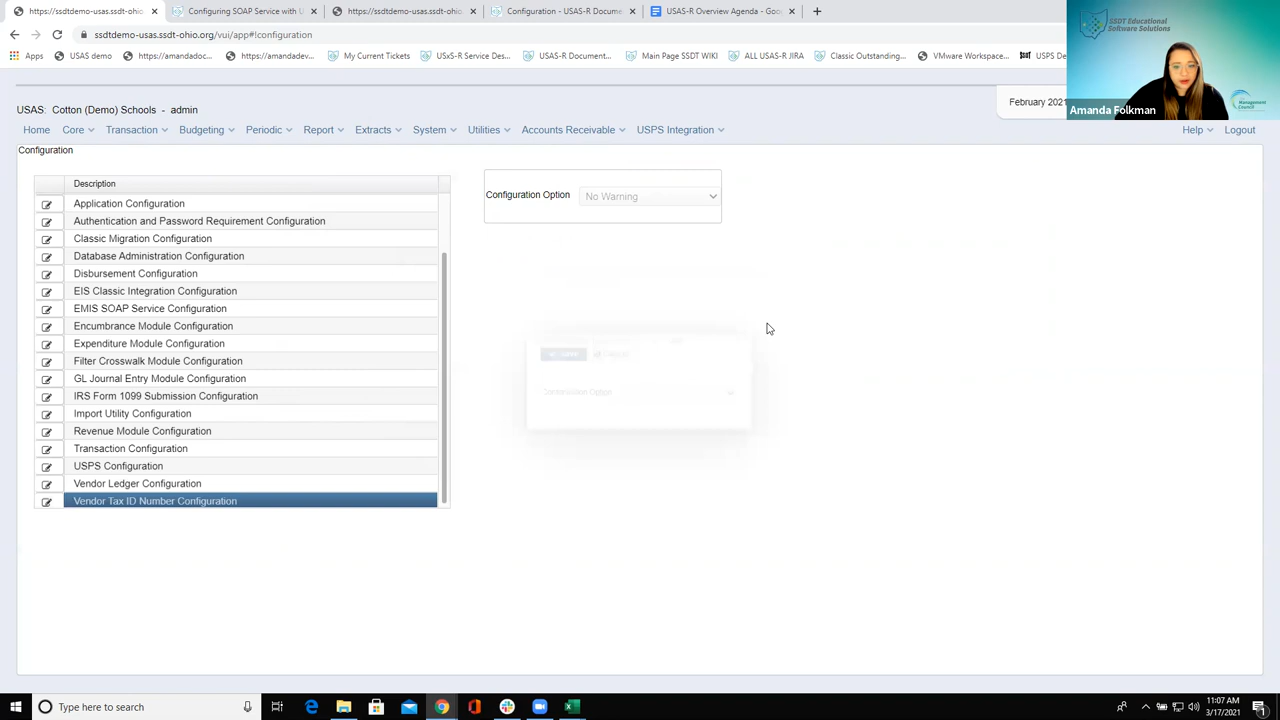 https://ssdtdemo-usas.ssdt-ohio.
Configuring SOAP Service with U
https://ssdtdemo-usas.ssdt-ohio.
Configuration - USAS-R Docume
USAS-R Overview Agenda - Goo
ssdtdemo-usas.ssdt-ohio.org/vui/app#!configuration
Apps
USAS demo
https://amandadoc...
https://amandadev...
My Current Tickets
USxS-R Service Des...
USAS-R Document...
Main Page SSDT WIKI
ALL USAS-R JIRA
Classic Outstanding...
VMware Workspace...
USPS De
SSDT Educational
Software Solutions
Management
Council
Amanda Folkman
USAS: Cotton (Demo) Schools - admin
February 2021
Home Core Transaction Budgeting Periodic Report Extracts System Utilities Accounts Receivable USPS Integration Help Logout
Configuration
Description
Application Configuration
Authentication and Password Requirement Configuration
Classic Migration Configuration
Database Administration Configuration
Disbursement Configuration
EIS Classic Integration Configuration
EMIS SOAP Service Configuration
Encumbrance Module Configuration
Expenditure Module Configuration
Filter Crosswalk Module Configuration
GL Journal Entry Module Configuration
IRS Form 1099 Submission Configuration
Import Utility Configuration
Revenue Module Configuration
Transaction Configuration
USPS Configuration
Vendor Ledger Configuration
Vendor Tax ID Number Configuration
Configuration Option No Warning
Type here to search
11:07 AM
3/17/2021